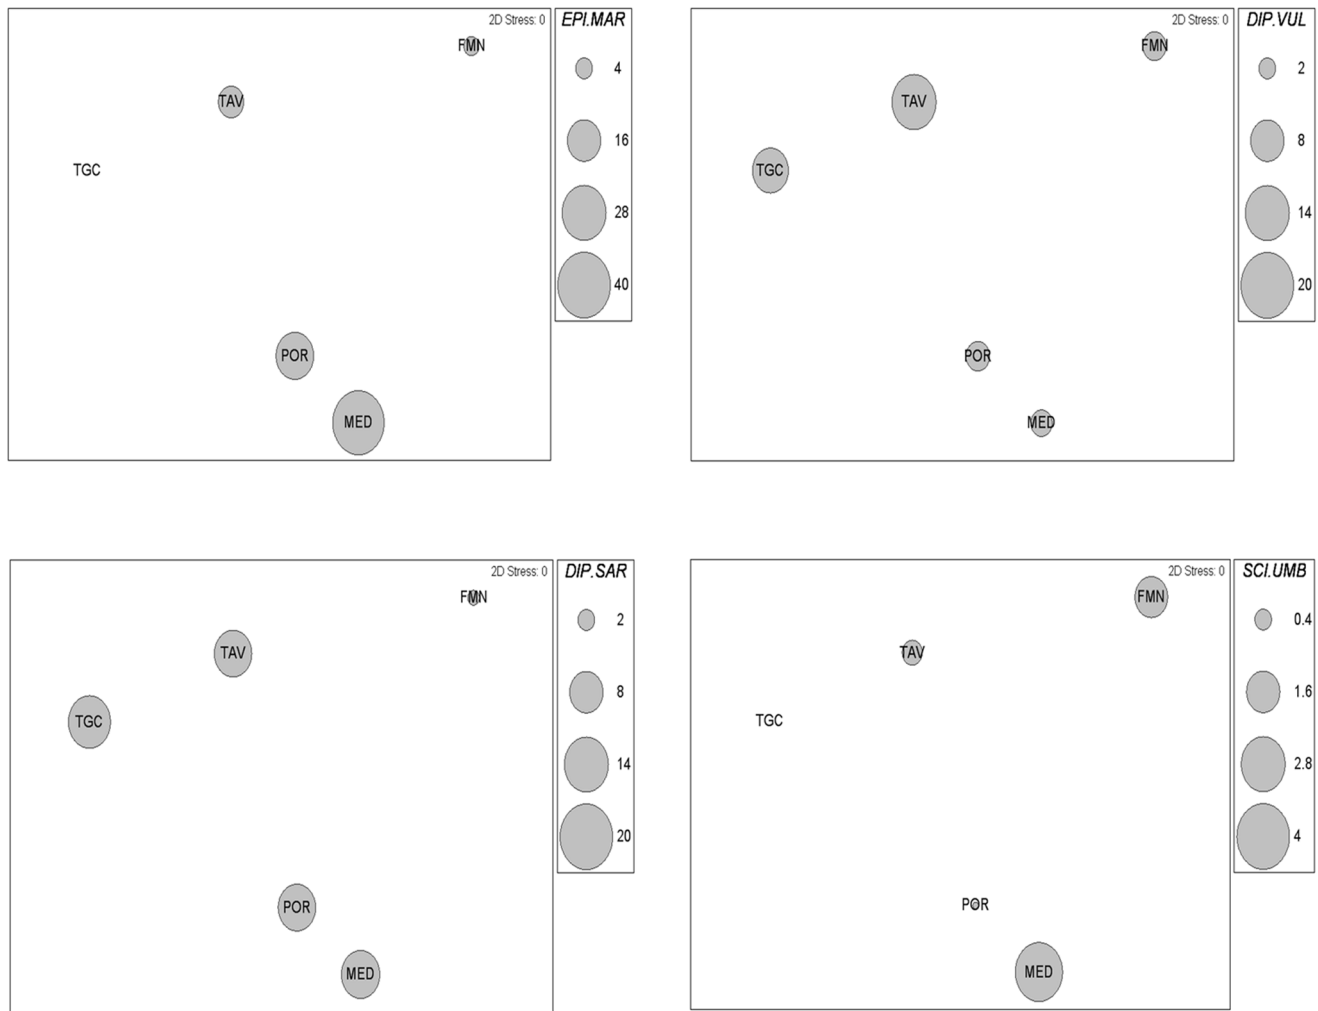 2D Stress: 0
EPI.MAR
FMN
4
TAV
16
TGC
28
40
POR
MED
2D Stress: 0
DIP.VUL
FMN
2
TAV
8
TGC
14
20
POR
MED
2D Stress: 0
DIP.SAR
FMN
2
TAV
8
TGC
14
20
POR
MED
2D Stress: 0
SCI.UMB
FMN
0.4
TAV
1.6
TGC
2.8
4
POR
MED